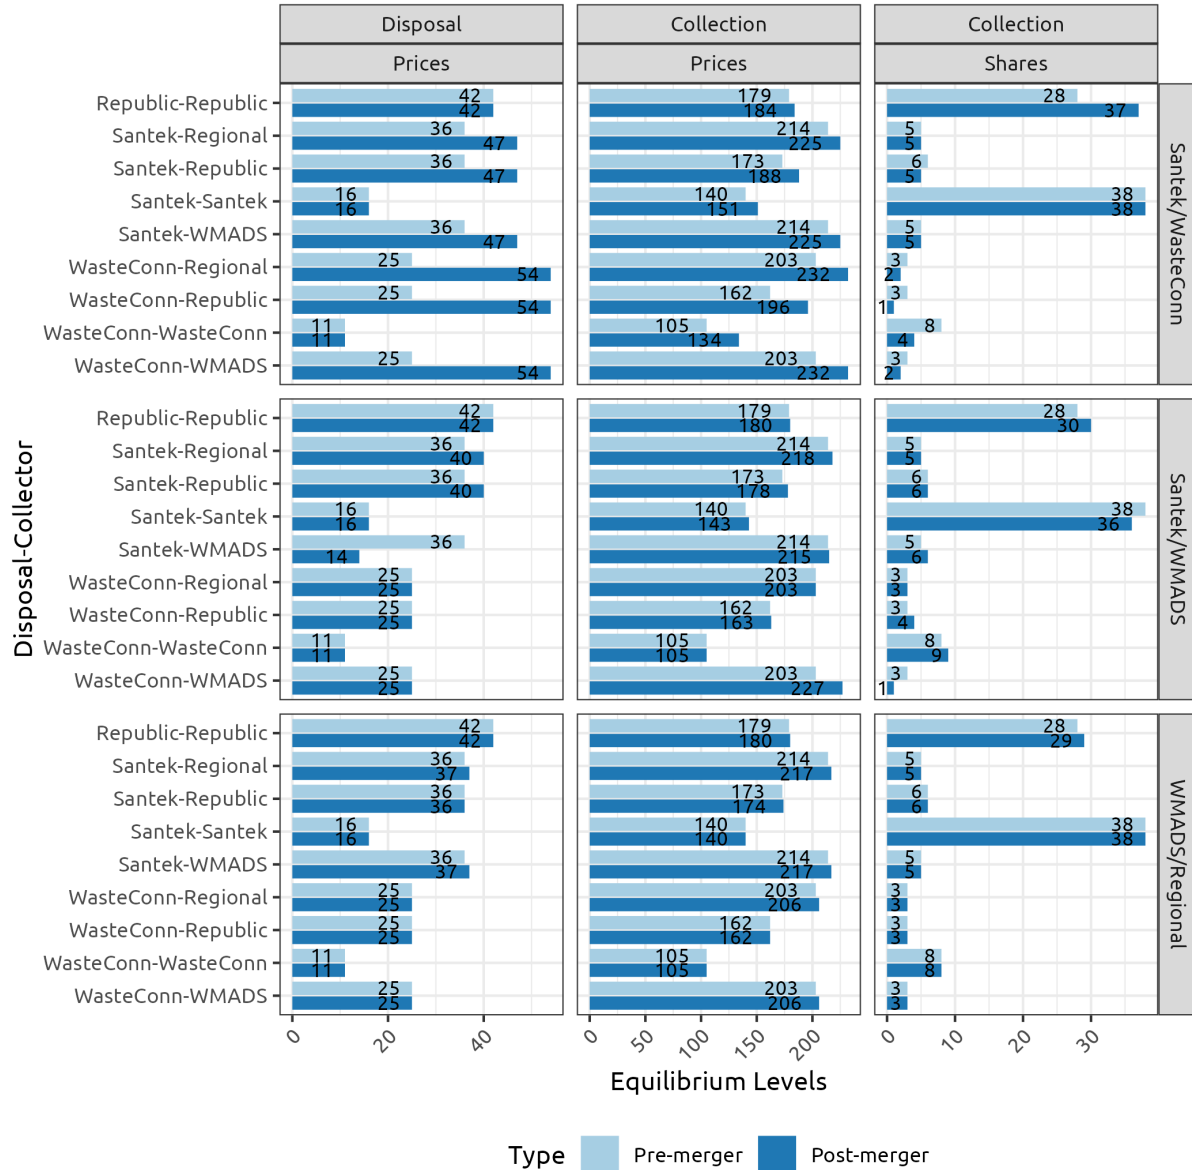 Disposal Collection Collection
Prices Prices Shares
Disposal-Collector
Santek/WasteConn
Republic-Republic 42 179 28
42 184 37
Santek-Regional 36 214 5
47 225 5
Santek-Republic 36 173 6
47 188 5
Santek-Santek 16 140 38
16 151 38
Santek-WMADS 36 214 5
47 225 5
WasteConn-Regional 25 203 3
54 232 2
WasteConn-Republic 25 162 3
54 196 1
WasteConn-WasteConn 11 105 8
11 134 4
WasteConn-WMADS 25 203 3
54 232 2
Santek/WMADS
Republic-Republic 42 179 28
42 180 30
Santek-Regional 36 214 5
40 218 5
Santek-Republic 36 173 6
40 178 6
Santek-Santek 16 140 38
16 143 36
Santek-WMADS 36 214 5
14 215 6
WasteConn-Regional 25 203 3
25 203 3
WasteConn-Republic 25 162 3
25 163 4
WasteConn-WasteConn 11 105 8
11 105 9
WasteConn-WMADS 25 203 3
25 227 1
WMADS/Regional
Republic-Republic 42 179 28
42 180 29
Santek-Regional 36 214 5
37 217 5
Santek-Republic 36 173 6
36 174 6
Santek-Santek 16 140 38
16 140 38
Santek-WMADS 36 214 5
37 217 5
WasteConn-Regional 25 203 3
25 206 3
WasteConn-Republic 25 162 3
25 162 3
WasteConn-WasteConn 11 105 8
11 105 8
WasteConn-WMADS 25 203 3
25 206 3
0 20 40 0 50 100 150 200 0 10 20 30
Equilibrium Levels
Type Pre-merger Post-merger